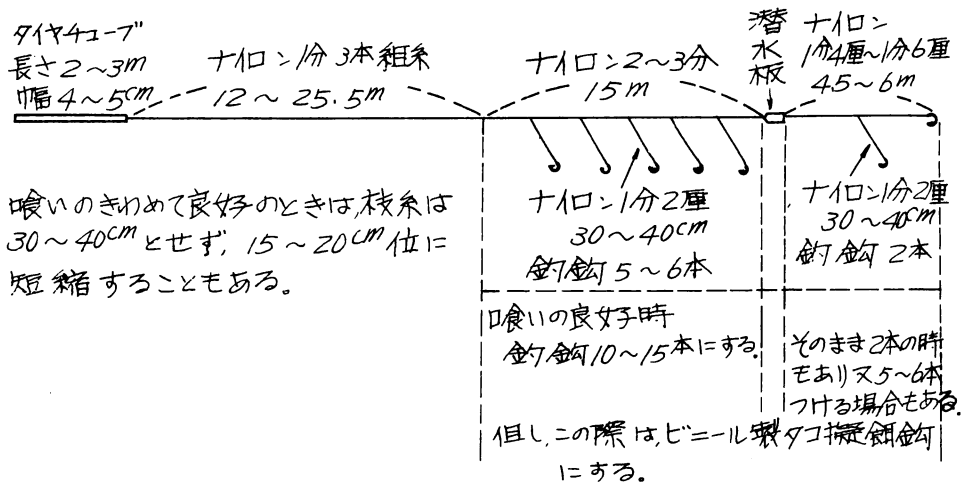 タイヤチューブ
長さ2～3m
幅4～5cm
ナイロン1分3本組糸
12～25.5m
ナイロン2～3分
15m
潜水板
ナイロン
1分4厘～1分6厘
45～6m
ナイロン1分2厘
30～40cm
釣鈎5～6本
ナイロン1分2厘
30～40cm
釣鈎2本
喰いのきわめて良好のときは,枝糸は
30～40cmとせず,15～20cm位に
短縮することもある。
喰いの良好時
釣鈎10～15本にする.
そのまま2本の時
もあり又5～6本
つける場合もある.
但し,この際は,ビニール製タコ擬餌鈎
にする。